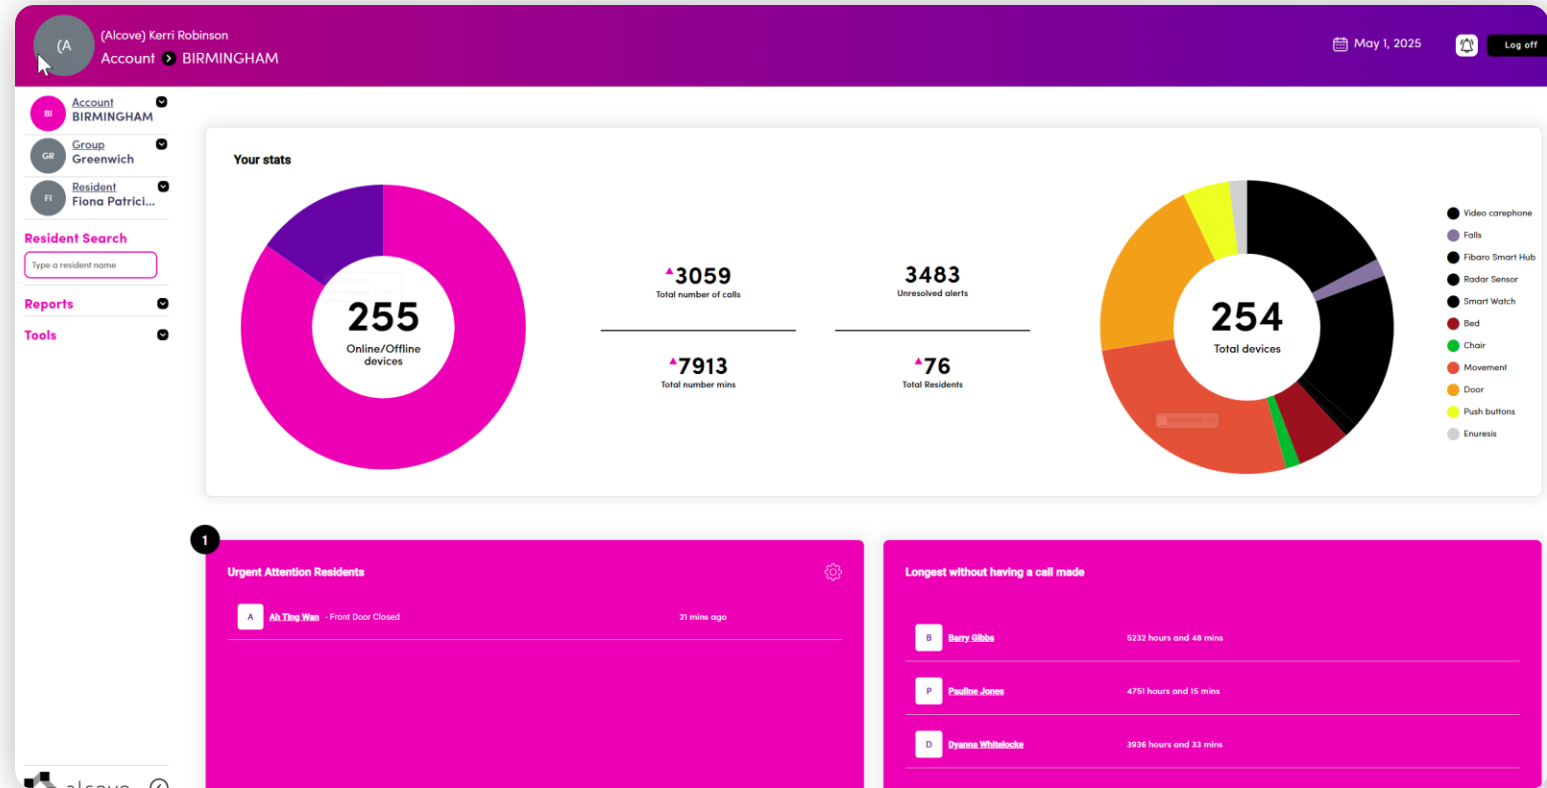 (A
(Alcove) Kerri Robinson
Account BIRMINGHAM
May 1, 2025
Log off
BI
Account
BIRMINGHAM
GR
Group
Greenwich
FI
Resident
Fiona Patrici...
Resident Search
Type a resident name
Reports
Tools
Your stats
255
Online/Offline
devices
3059
Total number of calls
3483
Unresolved alerts
7913
Total number mins
76
Total Residents
254
Total devices
Video carephone
Falls
Fibaro Smart Hub
Radar Sensor
Smart Watch
Bed
Chair
Movement
Door
Push buttons
Enuresis
1
Urgent Attention Residents
A Ah Ting Wan - Front Door Closed 21 mins ago
Longest without having a call made
B Barry Gibbs 5232 hours and 48 mins
P Pauline Jones 4751 hours and 15 mins
D Dyanna Whitelocke 3936 hours and 33 mins
alcove